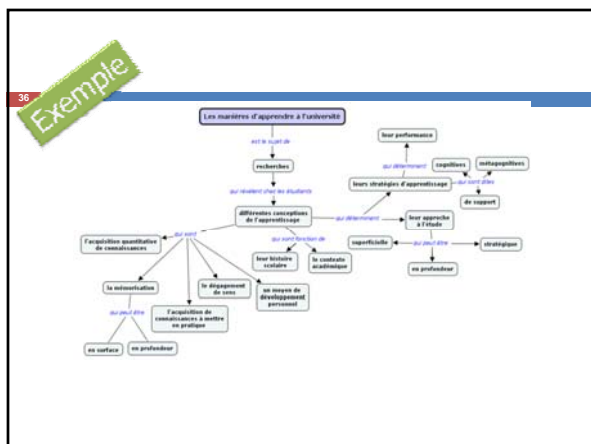 36
Exemple
Les manières d'apprendre à l'université
est le sujet de
recherches
qui révèlent chez les étudiants
différentes conceptions
de l'apprentissage
qui sont
l'acquisition quantitative
de connaissances
la mémorisation
qui peut être
en surface
en profondeur
l'acquisition de
connaissances à mettre
en pratique
le dégagement
de sens
un moyen de
développement
personnel
qui sont fonction de
leur histoire
scolaire
le contexte
académique
qui déterminent
leurs stratégies d'apprentissage
qui déterminent
leur performance
qui sont dites
cognitives
métagognitives
de support
leur approche
à l'étude
qui peut être
superficielle
stratégique
en profondeur